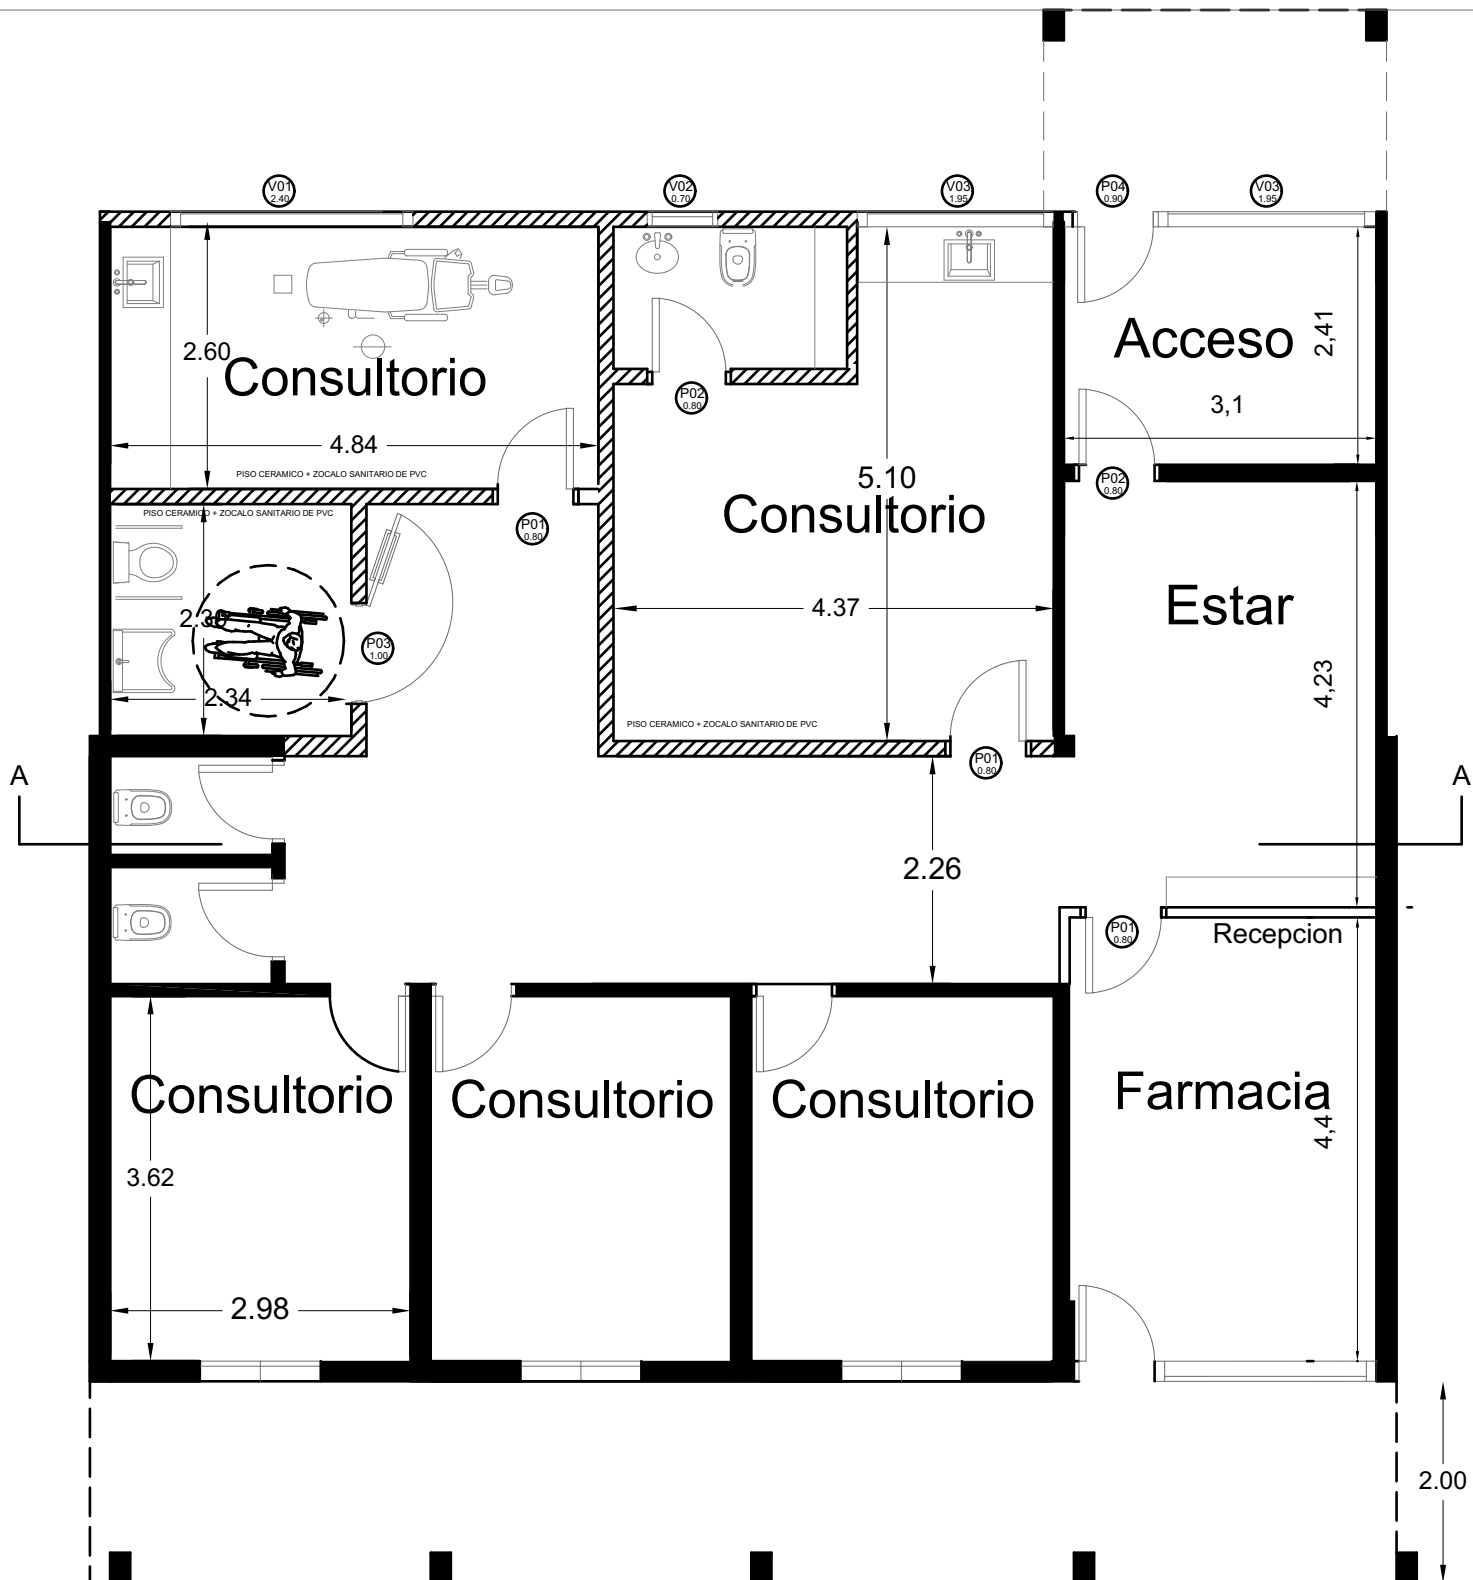 V01
2.40
V02
0.70
V03
1.95
P04
0.90
V03
1.95
2.60
Consultorio
4.84
PISO CERAMICO + ZOCALO SANITARIO DE PVC
Acceso
2,41
3,1
P02
0.80
5.10
Consultorio
P02
0.80
PISO CERAMICO + ZOCALO SANITARIO DE PVC
P01
0.80
Estar
4.37
P03
1.00
2.34
4,23
PISO CERAMICO + ZOCALO SANITARIO DE PVC
P01
0.80
A
A
2.26
P01
0.80
Recepcion
Consultorio
Consultorio
Consultorio
Farmacia
4,4
3.62
2.98
2.00